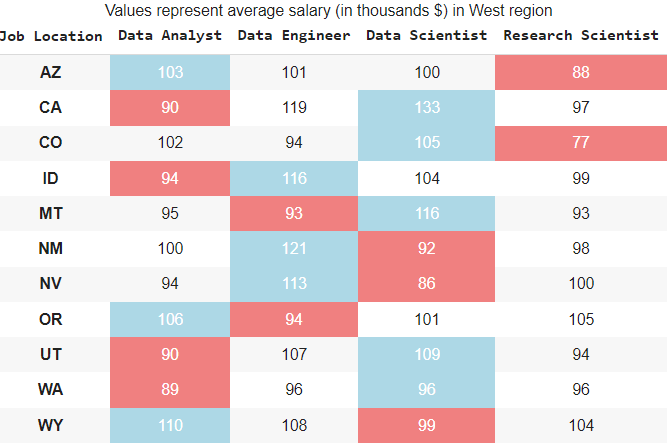 Values represent average salary (in thousands $) in West region
Job Location Data Analyst Data Engineer Data Scientist Research Scientist
AZ 103 101 100 88
CA 90 119 133 97
CO 102 94 105 77
ID 94 116 104 99
MT 95 93 116 93
NM 100 121 92 98
NV 94 113 86 100
OR 106 94 101 105
UT 90 107 109 94
WA 89 96 96 96
WY 110 108 99 104